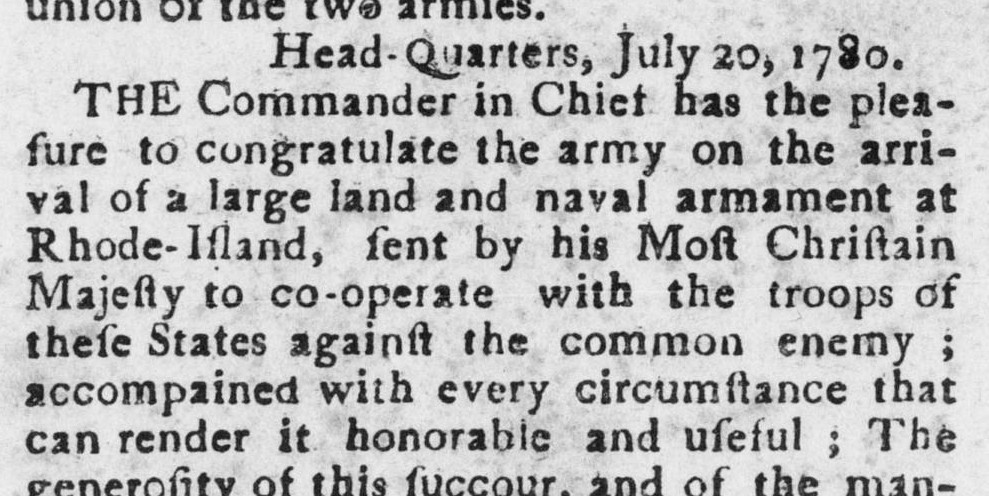 union of the two armies.
Head-Quarters, July 20, 1780.
THE Commander in Chief has the plea-
ſure to congratulate the army on the arri-
val of a large land and naval armament at
Rhode-Iſland, ſent by his Moſt Chriſtain
Majeſty to co-operate with the troops of
theſe States againſt the common enemy ;
accompained with every circumſtance that
can render it honorable and uſeful ; The
generoſity of this ſuccour, and of the man-